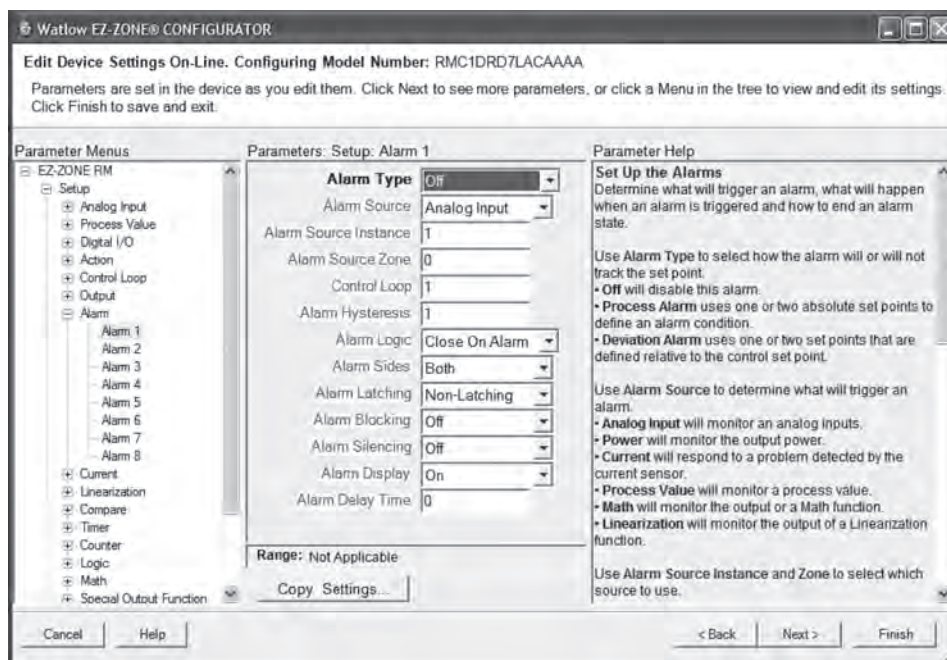 Watlow EZ-ZONE® CONFIGURATOR
Edit Device Settings On-Line. Configuring Model Number: RMC1DRD7LACAAAA
Parameters are set in the device as you edit them. Click Next to see more parameters, or click a Menu in the tree to view and edit its settings.
Click Finish to save and exit.
Parameter Menus
EZ-ZONE RM
Setup
Analog Input
Process Value
Digital I/O
Action
Control Loop
Output
Alarm
Alarm 1
Alarm 2
Alarm 3
Alarm 4
Alarm 5
Alarm 6
Alarm 7
Alarm 8
Current
Linearization
Compare
Timer
Counter
Logic
Math
Special Output Function
Parameters: Setup: Alarm 1
Alarm Type Off
Alarm Source Analog Input
Alarm Source Instance 1
Alarm Source Zone 0
Control Loop 1
Alarm Hysteresis 1
Alarm Logic Close On Alarm
Alarm Sides Both
Alarm Latching Non-Latching
Alarm Blocking Off
Alarm Silencing Off
Alarm Display On
Alarm Delay Time 0
Range: Not Applicable
Copy Settings...
Parameter Help
Set Up the Alarms
Determine what will trigger an alarm, what will happen
when an alarm is triggered and how to end an alarm
state.
Use Alarm Type to select how the alarm will or will not
track the set point.
• Off will disable this alarm.
• Process Alarm uses one or two absolute set points to
define an alarm condition.
• Deviation Alarm uses one or two set points that are
defined relative to the control set point.
Use Alarm Source to determine what will trigger an
alarm.
• Analog Input will monitor an analog inputs.
• Power will monitor the output power.
• Current will respond to a problem detected by the
current sensor.
• Process Value will monitor a process value.
• Math will monitor the output or a Math function.
• Linearization will monitor the output of a Linearization
function.
Use Alarm Source Instance and Zone to select which
source to use.
Cancel
Help
< Back
Next >
Finish